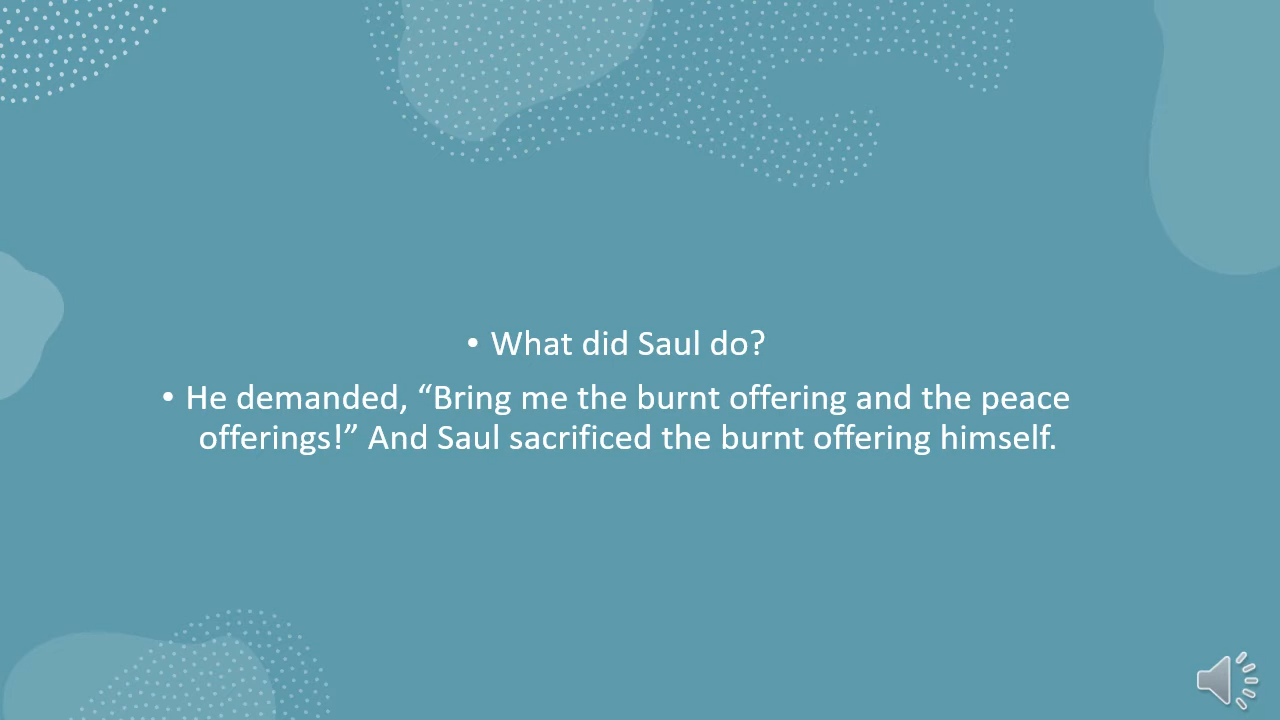 • What did Saul do?
• He demanded, “Bring me the burnt offering and the peace
offerings!” And Saul sacrificed the burnt offering himself.